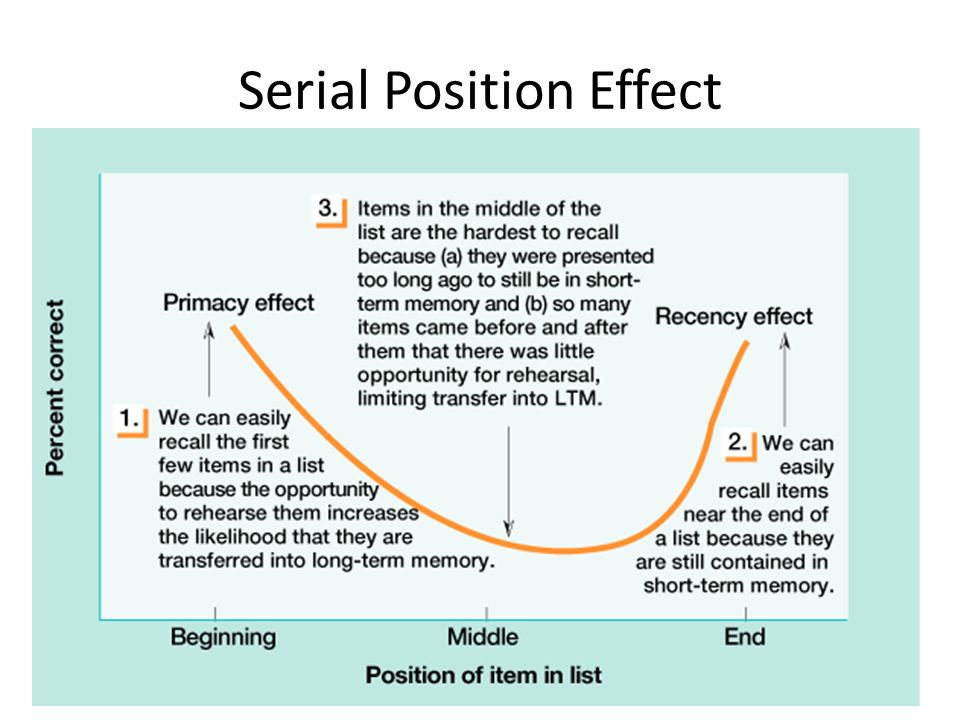 Serial Position Effect
3. Items in the middle of the
list are the hardest to recall
because (a) they were presented
too long ago to still be in short-
term memory and (b) so many
items came before and after
them that there was little
opportunity for rehearsal,
limiting transfer into LTM.
Primacy effect
Recency effect
Percent correct
1. We can easily
recall the first
few items in a list
because the opportunity
to rehearse them increases
the likelihood that they are
transferred into long-term memory.
2. We can
easily
recall items
near the end of
a list because they
are still contained in
short-term memory.
Beginning
Middle
End
Position of item in list